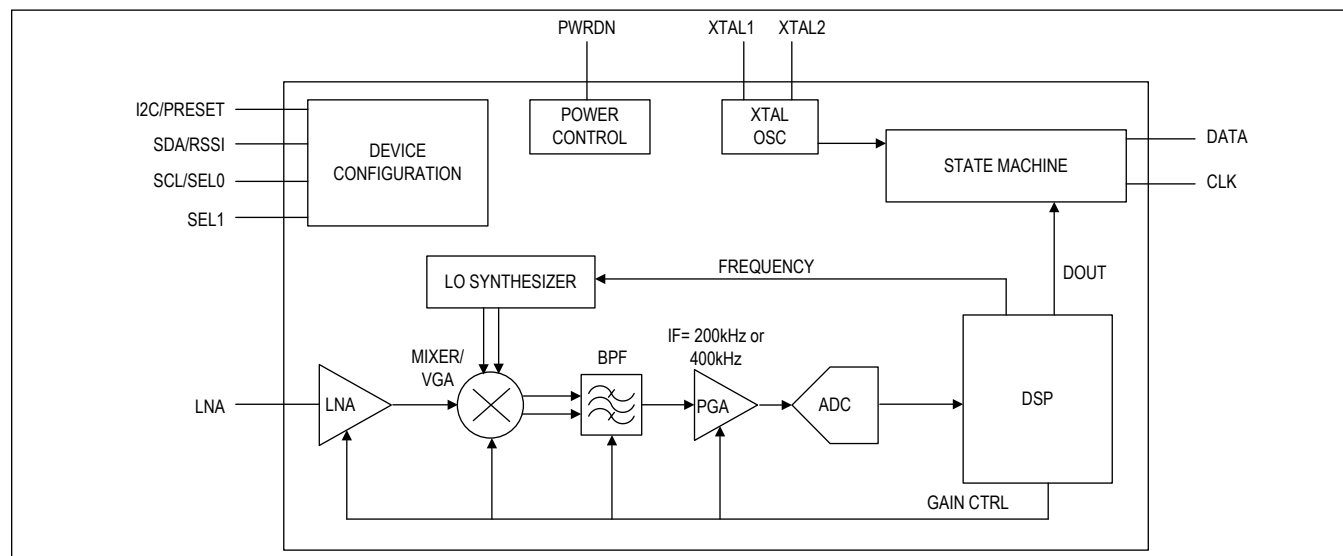 PWRDN
XTAL1
XTAL2
I2C/PRESET
SDA/RSSI
SCL/SEL0
SEL1
DEVICE
CONFIGURATION
POWER
CONTROL
XTAL
OSC
STATE MACHINE
DATA
CLK
LO SYNTHESIZER
FREQUENCY
DOUT
MIXER/
VGA
BPF
IF= 200kHz or
400kHz
LNA
LNA
PGA
ADC
DSP
GAIN CTRL